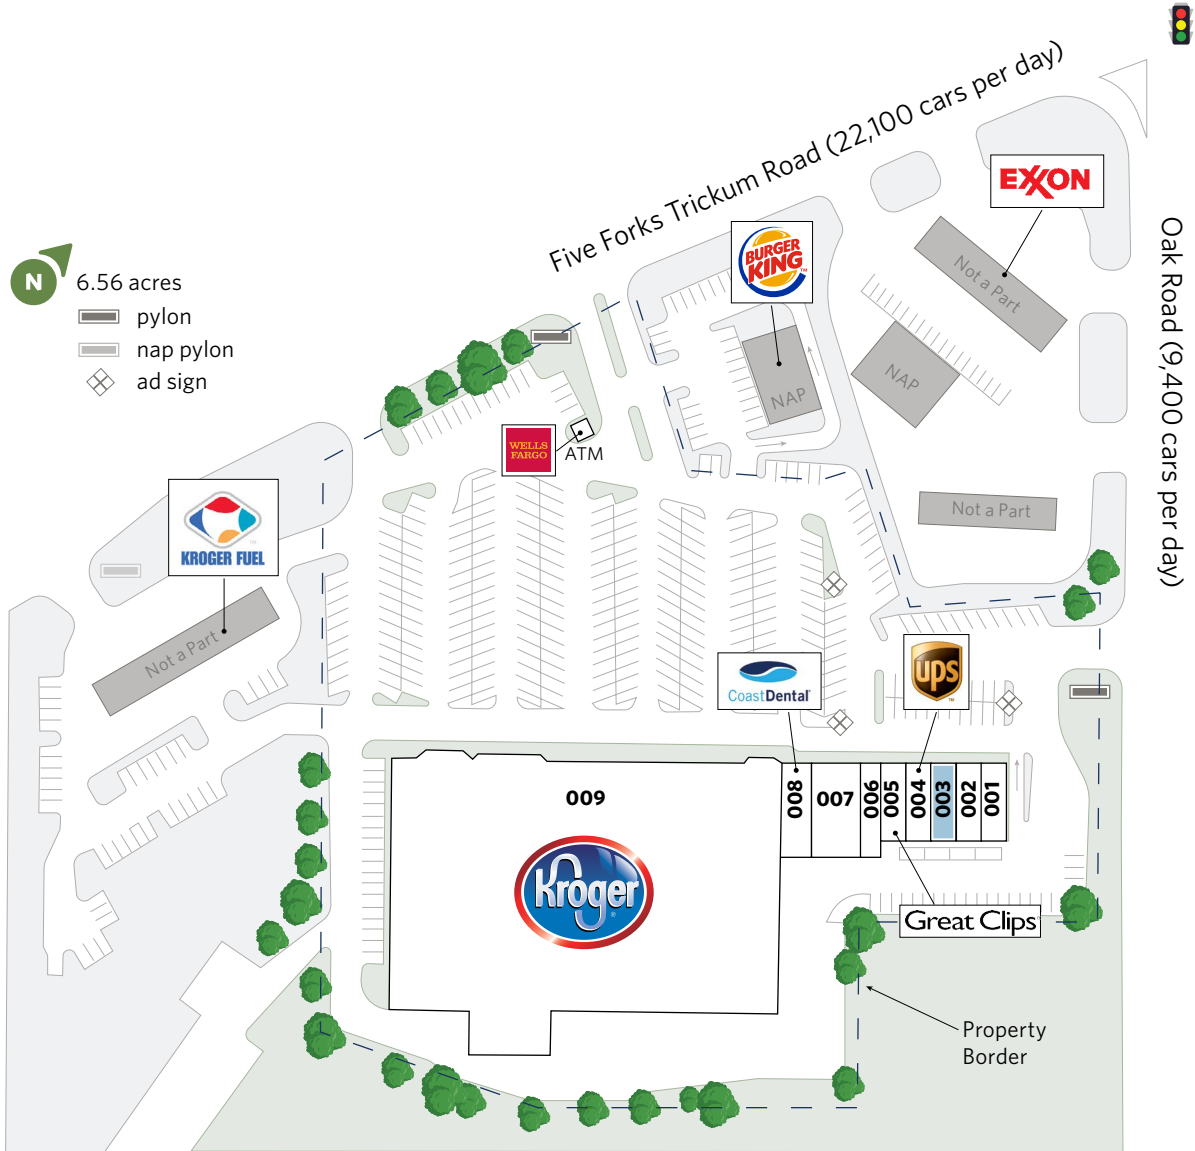 Five Forks Trickum Road (22,100 cars per day)
EXXON
Not a Part
Oak Road (9,400 cars per day)
BURGER
KING™
NAP
NAP
N
6.56 acres
pylon
nap pylon
ad sign
WELLS
FARGO
ATM
KROGER FUEL
Not a Part
Not a Part
CoastDental
ups
009
008
007
006
005
004
003
002
001
Kroger
Great Clips
Property
Border